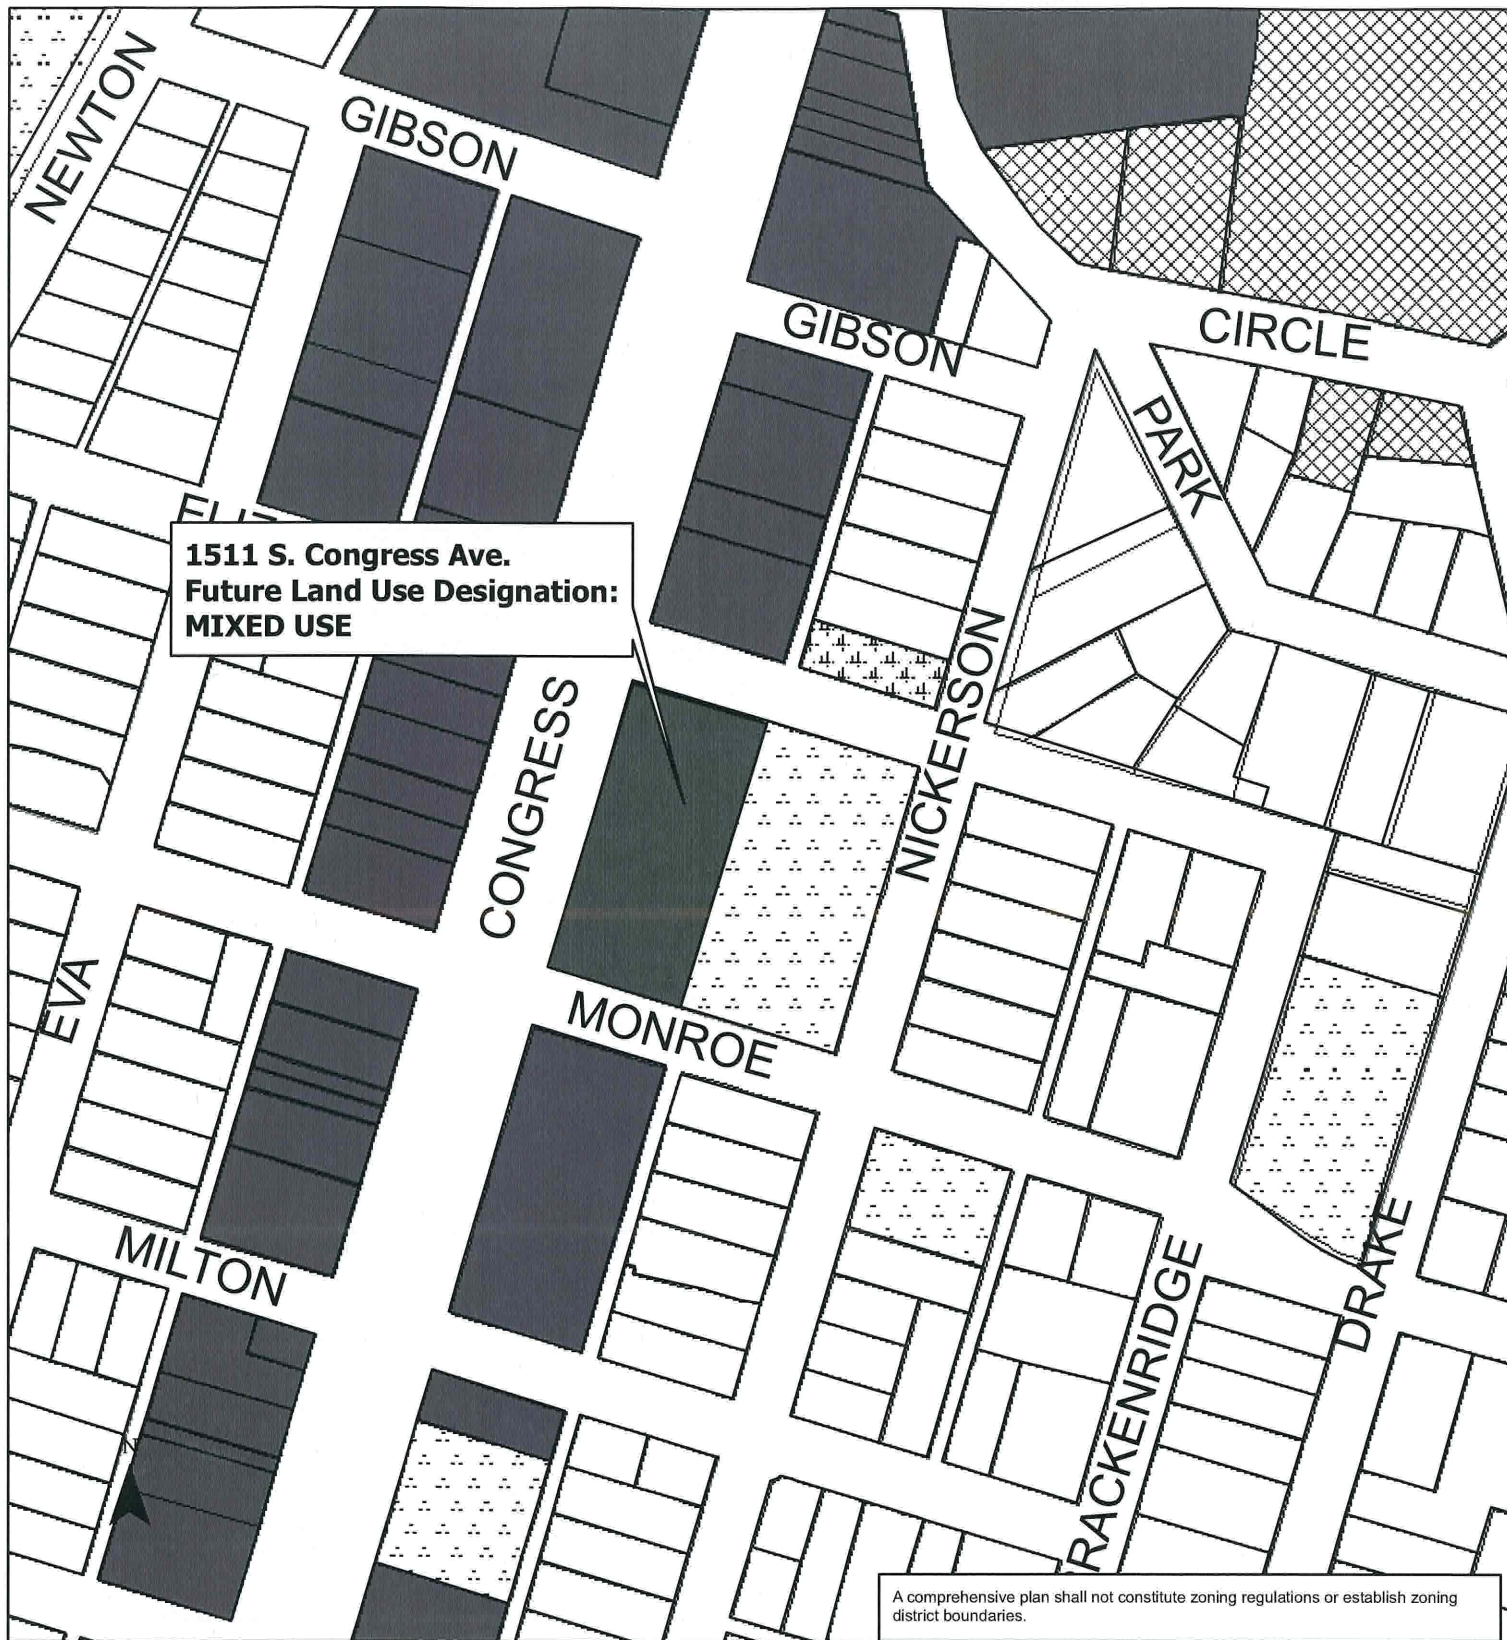 NEWTON
GIBSON
GIBSON
CIRCLE
PARK
1511 S. Congress Ave.
Future Land Use Designation:
MIXED USE
CONGRESS
NICKERSON
EVA
MONROE
MILTON
DRAKE
N
A comprehensive plan shall not constitute zoning regulations or establish zoning
district boundaries.